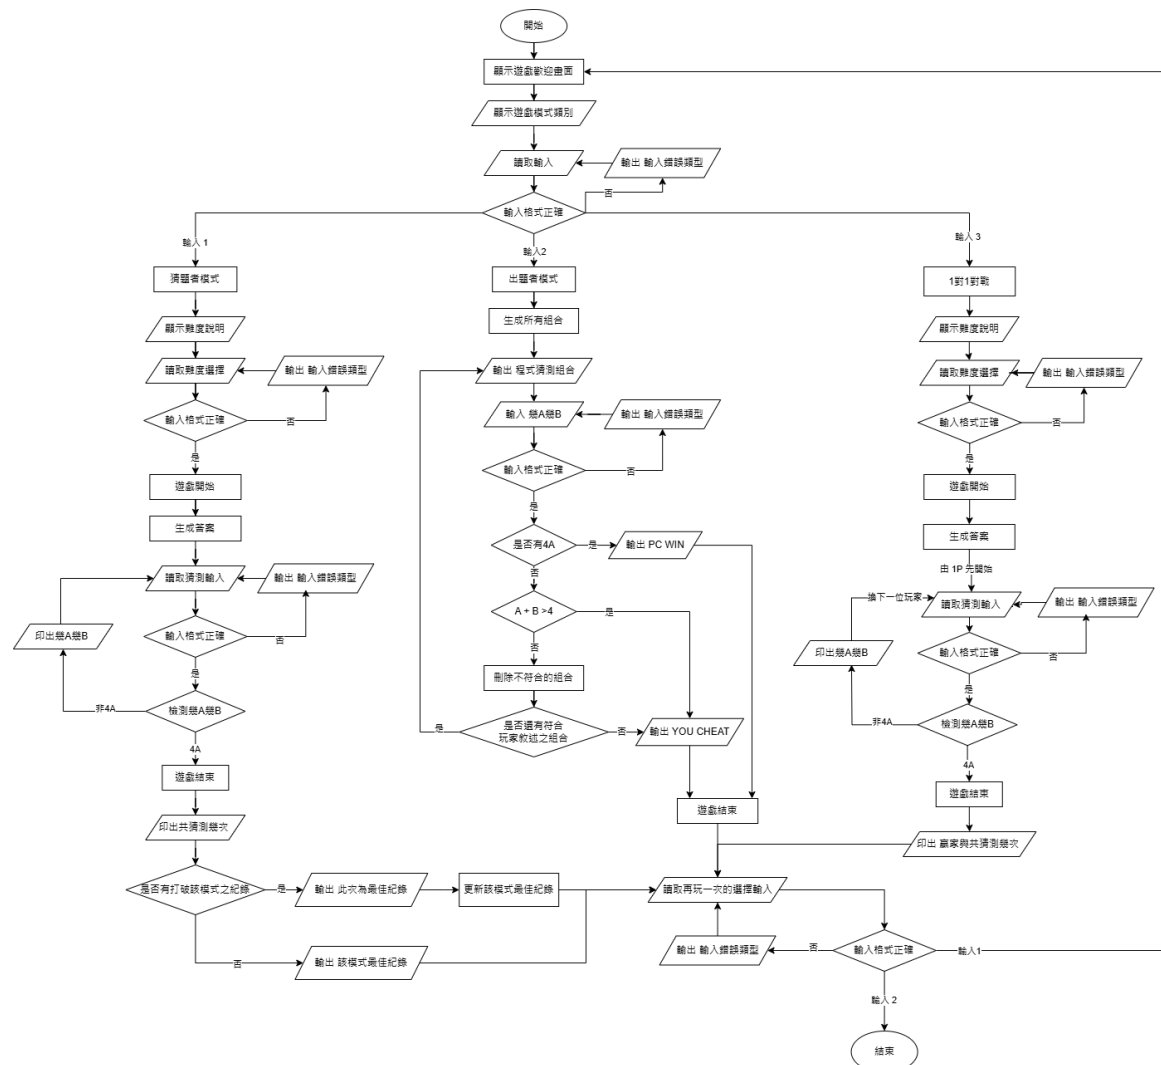 開始
顯示遊戲歡迎畫面
顯示遊戲模式類別
讀取輸入
輸出 輸入錯誤類型
否
輸入格式正確
輸入 1
輸入2
輸入 3
猜題者模式
顯示難度說明
讀取難度選擇
輸出 輸入錯誤類型
輸入格式正確
否
是
遊戲開始
生成答案
讀取猜測輸入
輸出 輸入錯誤類型
印出幾A幾B
輸入格式正確
否
是
非4A
檢測幾A幾B
4A
遊戲結束
印出共猜測幾次
是否有打破該模式之紀錄
是
輸出 此次為最佳紀錄
更新該模式最佳紀錄
否
輸出 該模式最佳紀錄
出題者模式
生成所有組合
輸出 程式猜測組合
輸入 幾A幾B
輸出 輸入錯誤類型
輸入格式正確
否
是
是否有4A
是
輸出 PC WIN
否
A + B >4
是
否
刪除不符合的組合
是
是否還有符合
玩家敘述之組合
否
輸出 YOU CHEAT
遊戲結束
1對1對戰
顯示難度說明
讀取難度選擇
輸出 輸入錯誤類型
輸入格式正確
否
是
遊戲開始
生成答案
由 1P 先開始
換下一位玩家
讀取猜測輸入
輸出 輸入錯誤類型
印出幾A幾B
輸入格式正確
否
是
非4A
檢測幾A幾B
4A
遊戲結束
印出 贏家與共猜測幾次
讀取再玩一次的選擇輸入
輸出 輸入錯誤類型
否
輸入格式正確
輸入1
輸入 2
結束